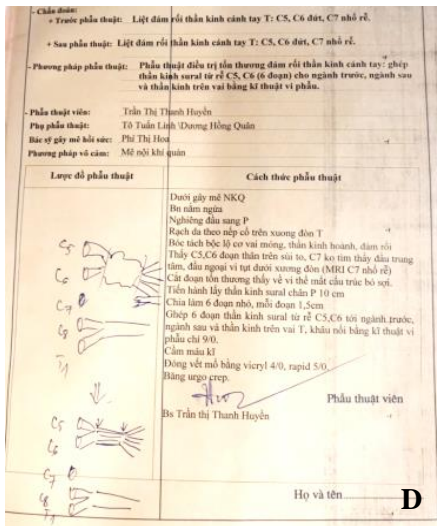 - Chẩn đoán:
+ Trước phẫu thuật: Liệt đám rối thần kinh cánh tay T: C5, C6 đứt, C7 nhổ rễ.
+ Sau phẫu thuật: Liệt đám rối thần kinh cánh tay T: C5, C6 đứt, C7 nhổ rễ.
- Phương pháp phẫu thuật: Phẫu thuật điều trị tổn thương đám rối thần kinh cánh tay: ghép
thần kinh sural từ rễ C5, C6 (6 đoạn) cho ngành trước, ngành sau
và thần kinh trên vai bằng kĩ thuật vi phẫu.
- Phẫu thuật viên: Trần Thị Thanh Huyền
Phụ phẫu thuật: Tô Tuấn Linh \Dương Hồng Quân
Bác sỹ gây mê hồi sức: Phí Thị Hoa
Phương pháp vô cảm: Mê nội khí quản
Lược đồ phẫu thuật
Cách thức phẫu thuật
Dưới gây mê NKQ
Bn nằm ngửa
Nghiêng đầu sang P
Rạch da theo nếp cổ trên xương đòn T
Bóc tách bộc lộ cơ vai móng, thần kinh hoành, đám rối
Thấy C5,C6 đoạn thân trên sùi to, C7 ko tìm thấy đầu trung
tâm, đầu ngoại vi tụt dưới xương đòn (MRI C7 nhổ rễ)
Cắt đoạn tổn thương thấy về vi thể mất cấu trúc bó sợi.
Tiến hành lấy thần kinh sural chân P 10 cm
Chia làm 6 đoạn nhỏ, mỗi đoạn 1,5cm
Ghép 6 đoạn thần kinh sural từ rễ C5,C6 tới ngành trước,
ngành sau và thần kinh trên vai T, khâu nối bằng kĩ thuật vi
phẫu chỉ 9/0.
Cầm máu kĩ
Đóng vết mổ bằng vicryl 4/0, rapid 5/0.
Băng urgo crep.
C5
C6
C7
C8
T1
Phẫu thuật viên
Bs Trần thị Thanh Huyền
C5
C6
C7
C8
T1
Họ và tên
D